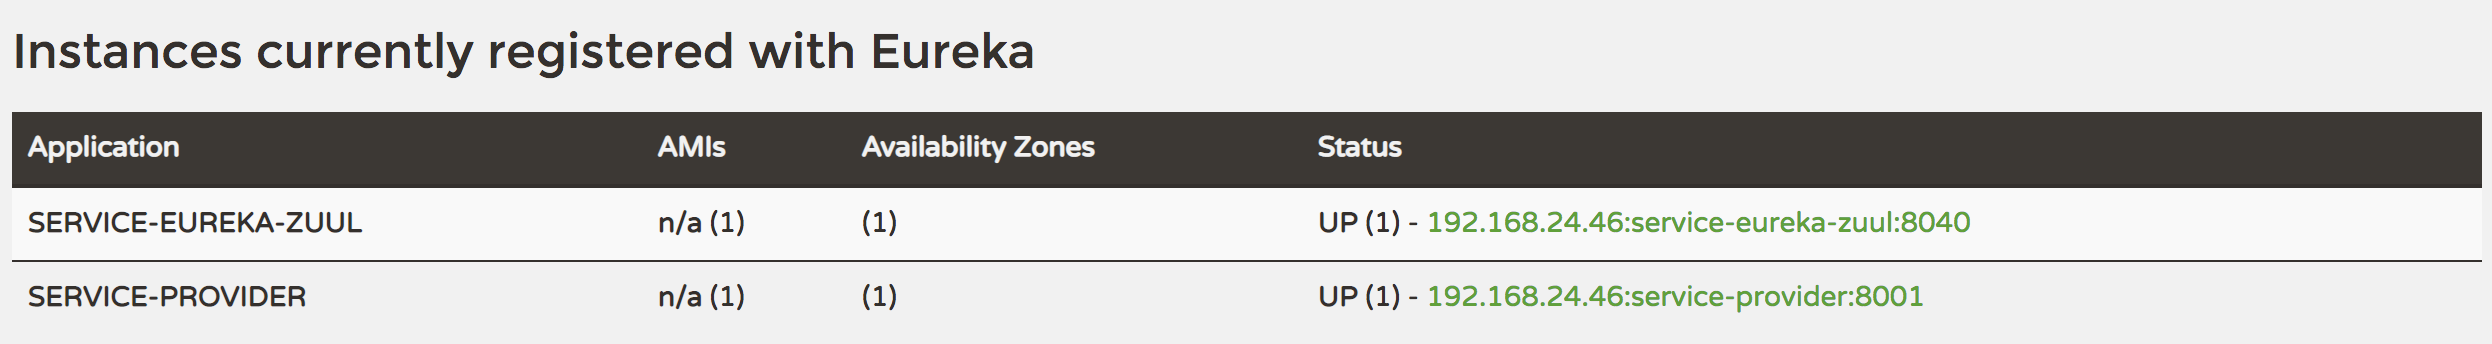 Instances currently registered with Eureka
Application AMIs Availability Zones Status
SERVICE-EUREKA-ZUUL n/a (1) (1) UP (1) - 192.168.24.46:service-eureka-zuul:8040
SERVICE-PROVIDER n/a (1) (1) UP (1) - 192.168.24.46:service-provider:8001